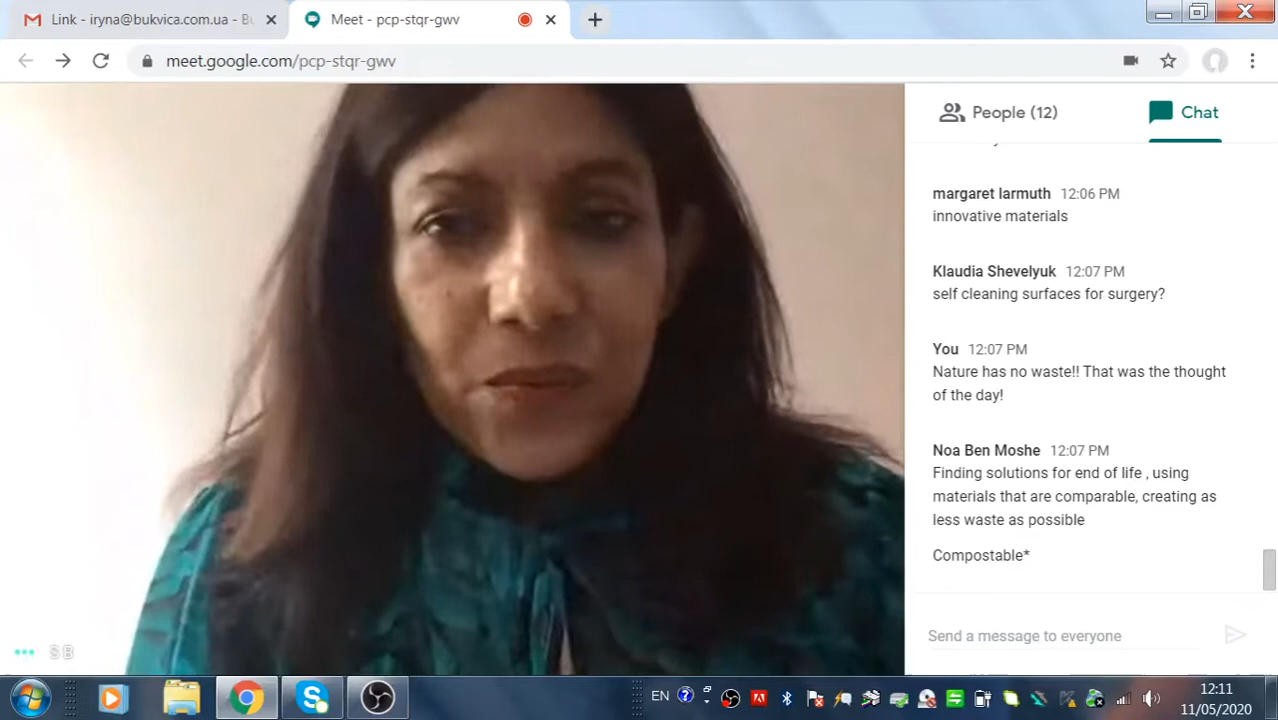 Link - iryna@bukvica.com.ua - Bu
Meet - pcp-stqr-gwv
meet.google.com/pcp-stqr-gwv
People (12)
Chat
margaret larmuth 12:06 PM
innovative materials
Klaudia Shevelyuk 12:07 PM
self cleaning surfaces for surgery?
You 12:07 PM
Nature has no waste!! That was the thought
of the day!
Noa Ben Moshe 12:07 PM
Finding solutions for end of life , using
materials that are comparable, creating as
less waste as possible
Compostable*
Send a message to everyone
S B
EN
12:11
11/05/2020